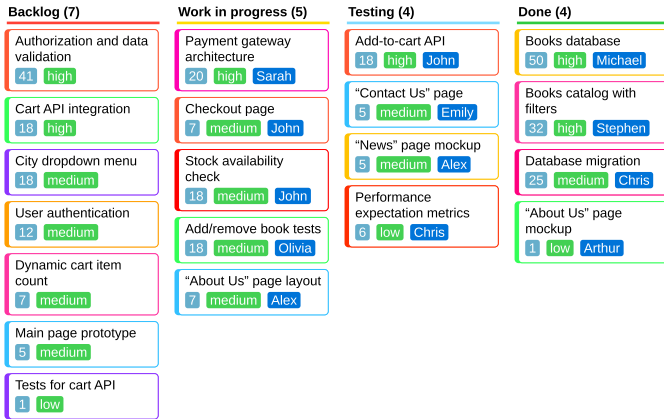 Backlog (7)
Authorization and data
validation
41 high
Cart API integration
18 high
City dropdown menu
18 medium
User authentication
12 medium
Dynamic cart item
count
7 medium
Main page prototype
5 medium
Tests for cart API
1 low
Work in progress (5)
Payment gateway
architecture
20 high Sarah
Checkout page
7 medium John
Stock availability
check
18 medium John
Add/remove book tests
18 medium Olivia
“About Us” page layout
7 medium Alex
Testing (4)
Add-to-cart API
18 high John
“Contact Us” page
5 medium Emily
“News” page mockup
5 medium Alex
Performance
expectation metrics
6 low Chris
Done (4)
Books database
50 high Michael
Books catalog with
filters
32 high Stephen
Database migration
25 medium Chris
“About Us” page
mockup
1 low Arthur